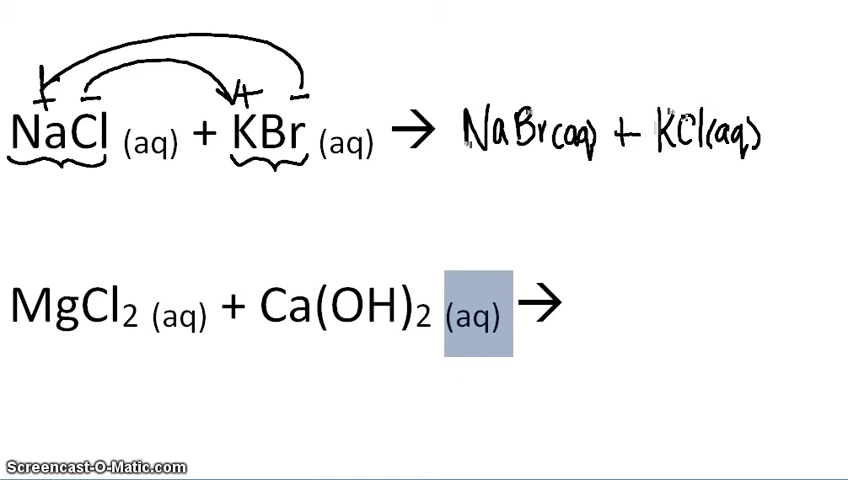 + − + −
NaCl (aq) + KBr (aq) → NaBr(aq) + KCl(aq)
MgCl₂ (aq) + Ca(OH)₂ (aq) →
Screencast-O-Matic.com